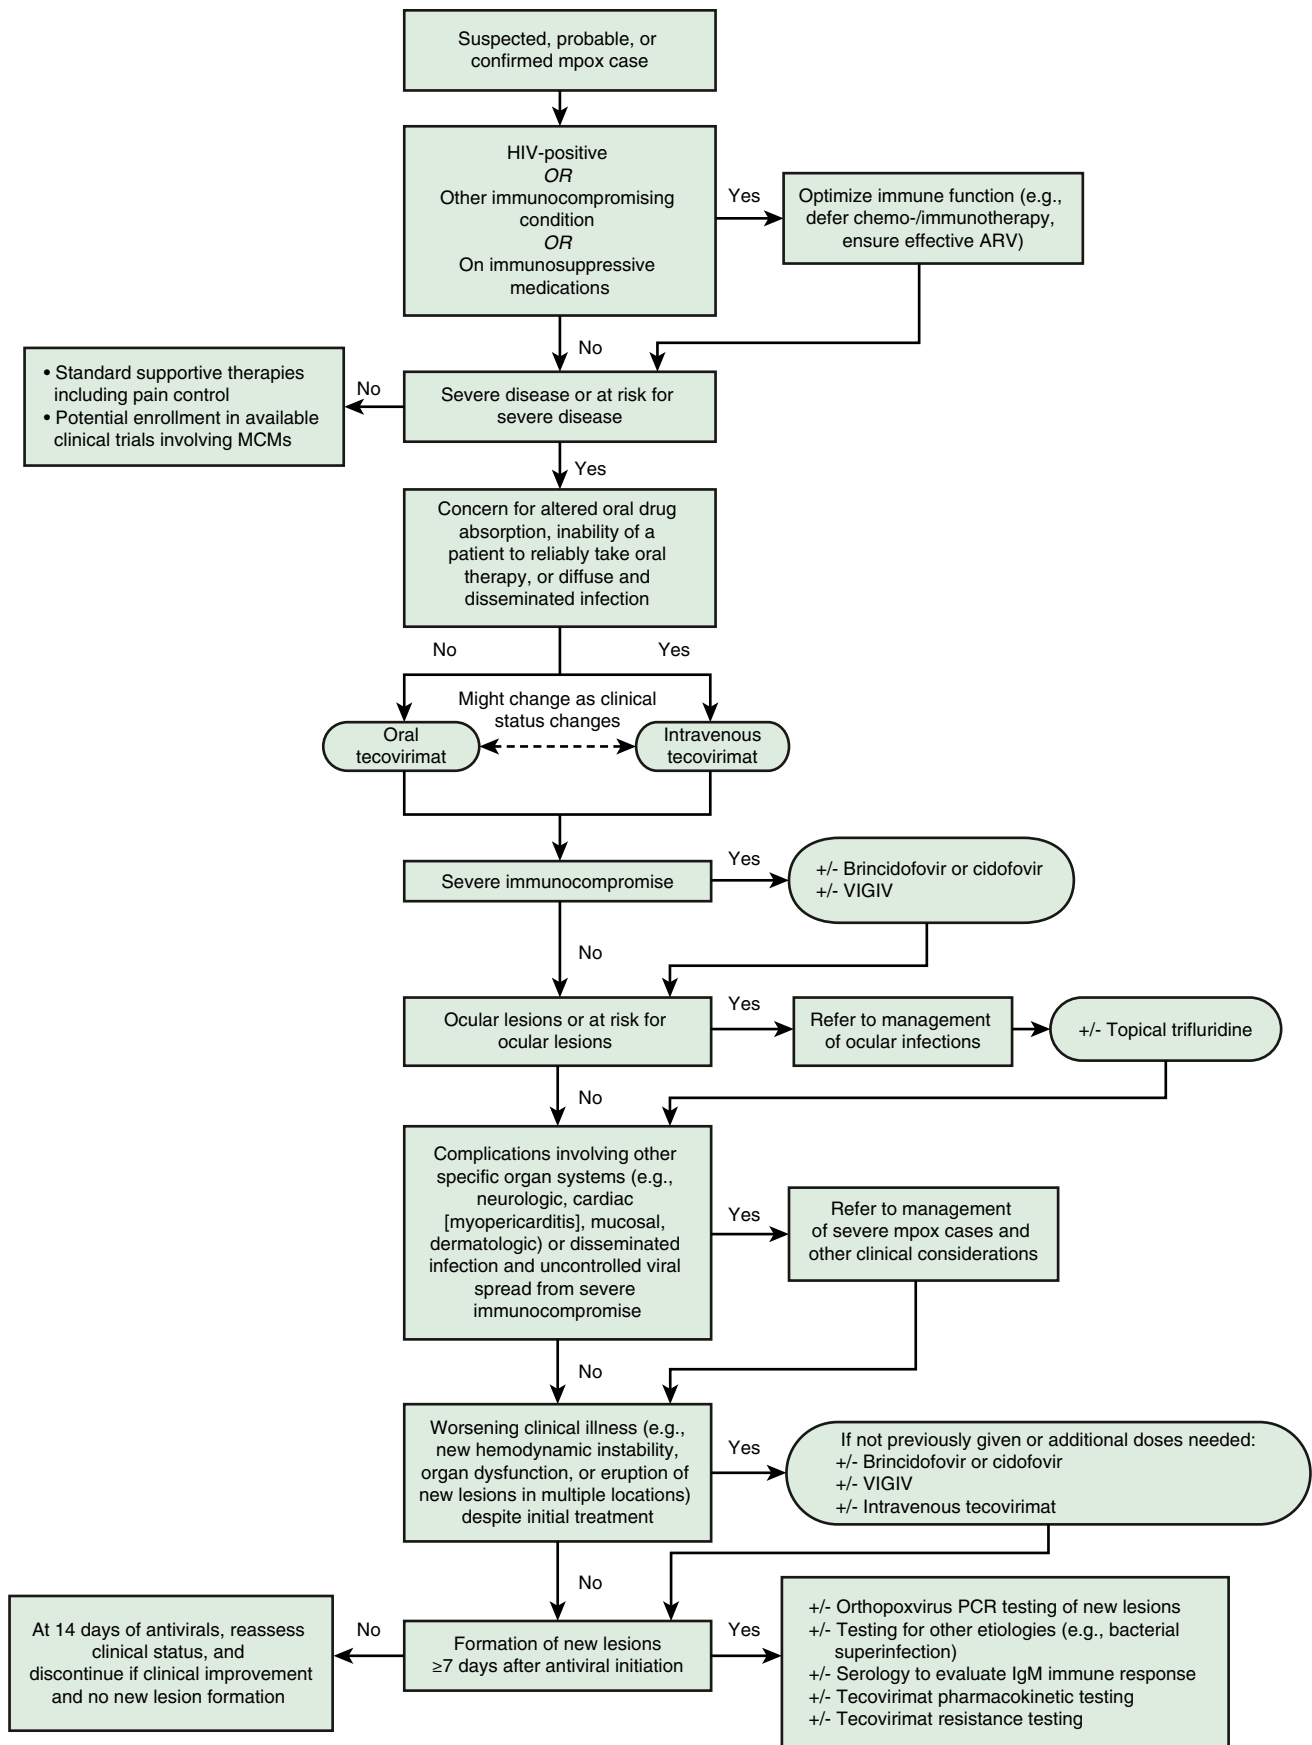 Suspected, probable, or
confirmed mpox case
HIV-positive
OR
Other immunocompromising
condition
OR
On immunosuppressive
medications
Yes
Optimize immune function (e.g.,
defer chemo-/immunotherapy,
ensure effective ARV)
No
• Standard supportive therapies
including pain control
• Potential enrollment in available
clinical trials involving MCMs
No
Severe disease or at risk for
severe disease
Yes
Concern for altered oral drug
absorption, inability of a
patient to reliably take oral
therapy, or diffuse and
disseminated infection
No
Yes
Might change as clinical
status changes
Oral
tecovirimat
Intravenous
tecovirimat
Severe immunocompromise
Yes
+/- Brincidofovir or cidofovir
+/- VIGIV
No
Ocular lesions or at risk for
ocular lesions
Yes
Refer to management
of ocular infections
+/- Topical trifluridine
No
Complications involving other
specific organ systems (e.g.,
neurologic, cardiac
[myopericarditis], mucosal,
dermatologic) or disseminated
infection and uncontrolled viral
spread from severe
immunocompromise
Yes
Refer to management
of severe mpox cases and
other clinical considerations
No
Worsening clinical illness (e.g.,
new hemodynamic instability,
organ dysfunction, or eruption of
new lesions in multiple locations)
despite initial treatment
Yes
If not previously given or additional doses needed:
+/- Brincidofovir or cidofovir
+/- VIGIV
+/- Intravenous tecovirimat
No
At 14 days of antivirals, reassess
clinical status, and
discontinue if clinical improvement
and no new lesion formation
No
Formation of new lesions
≥7 days after antiviral initiation
Yes
+/- Orthopoxvirus PCR testing of new lesions
+/- Testing for other etiologies (e.g., bacterial
superinfection)
+/- Serology to evaluate IgM immune response
+/- Tecovirimat pharmacokinetic testing
+/- Tecovirimat resistance testing